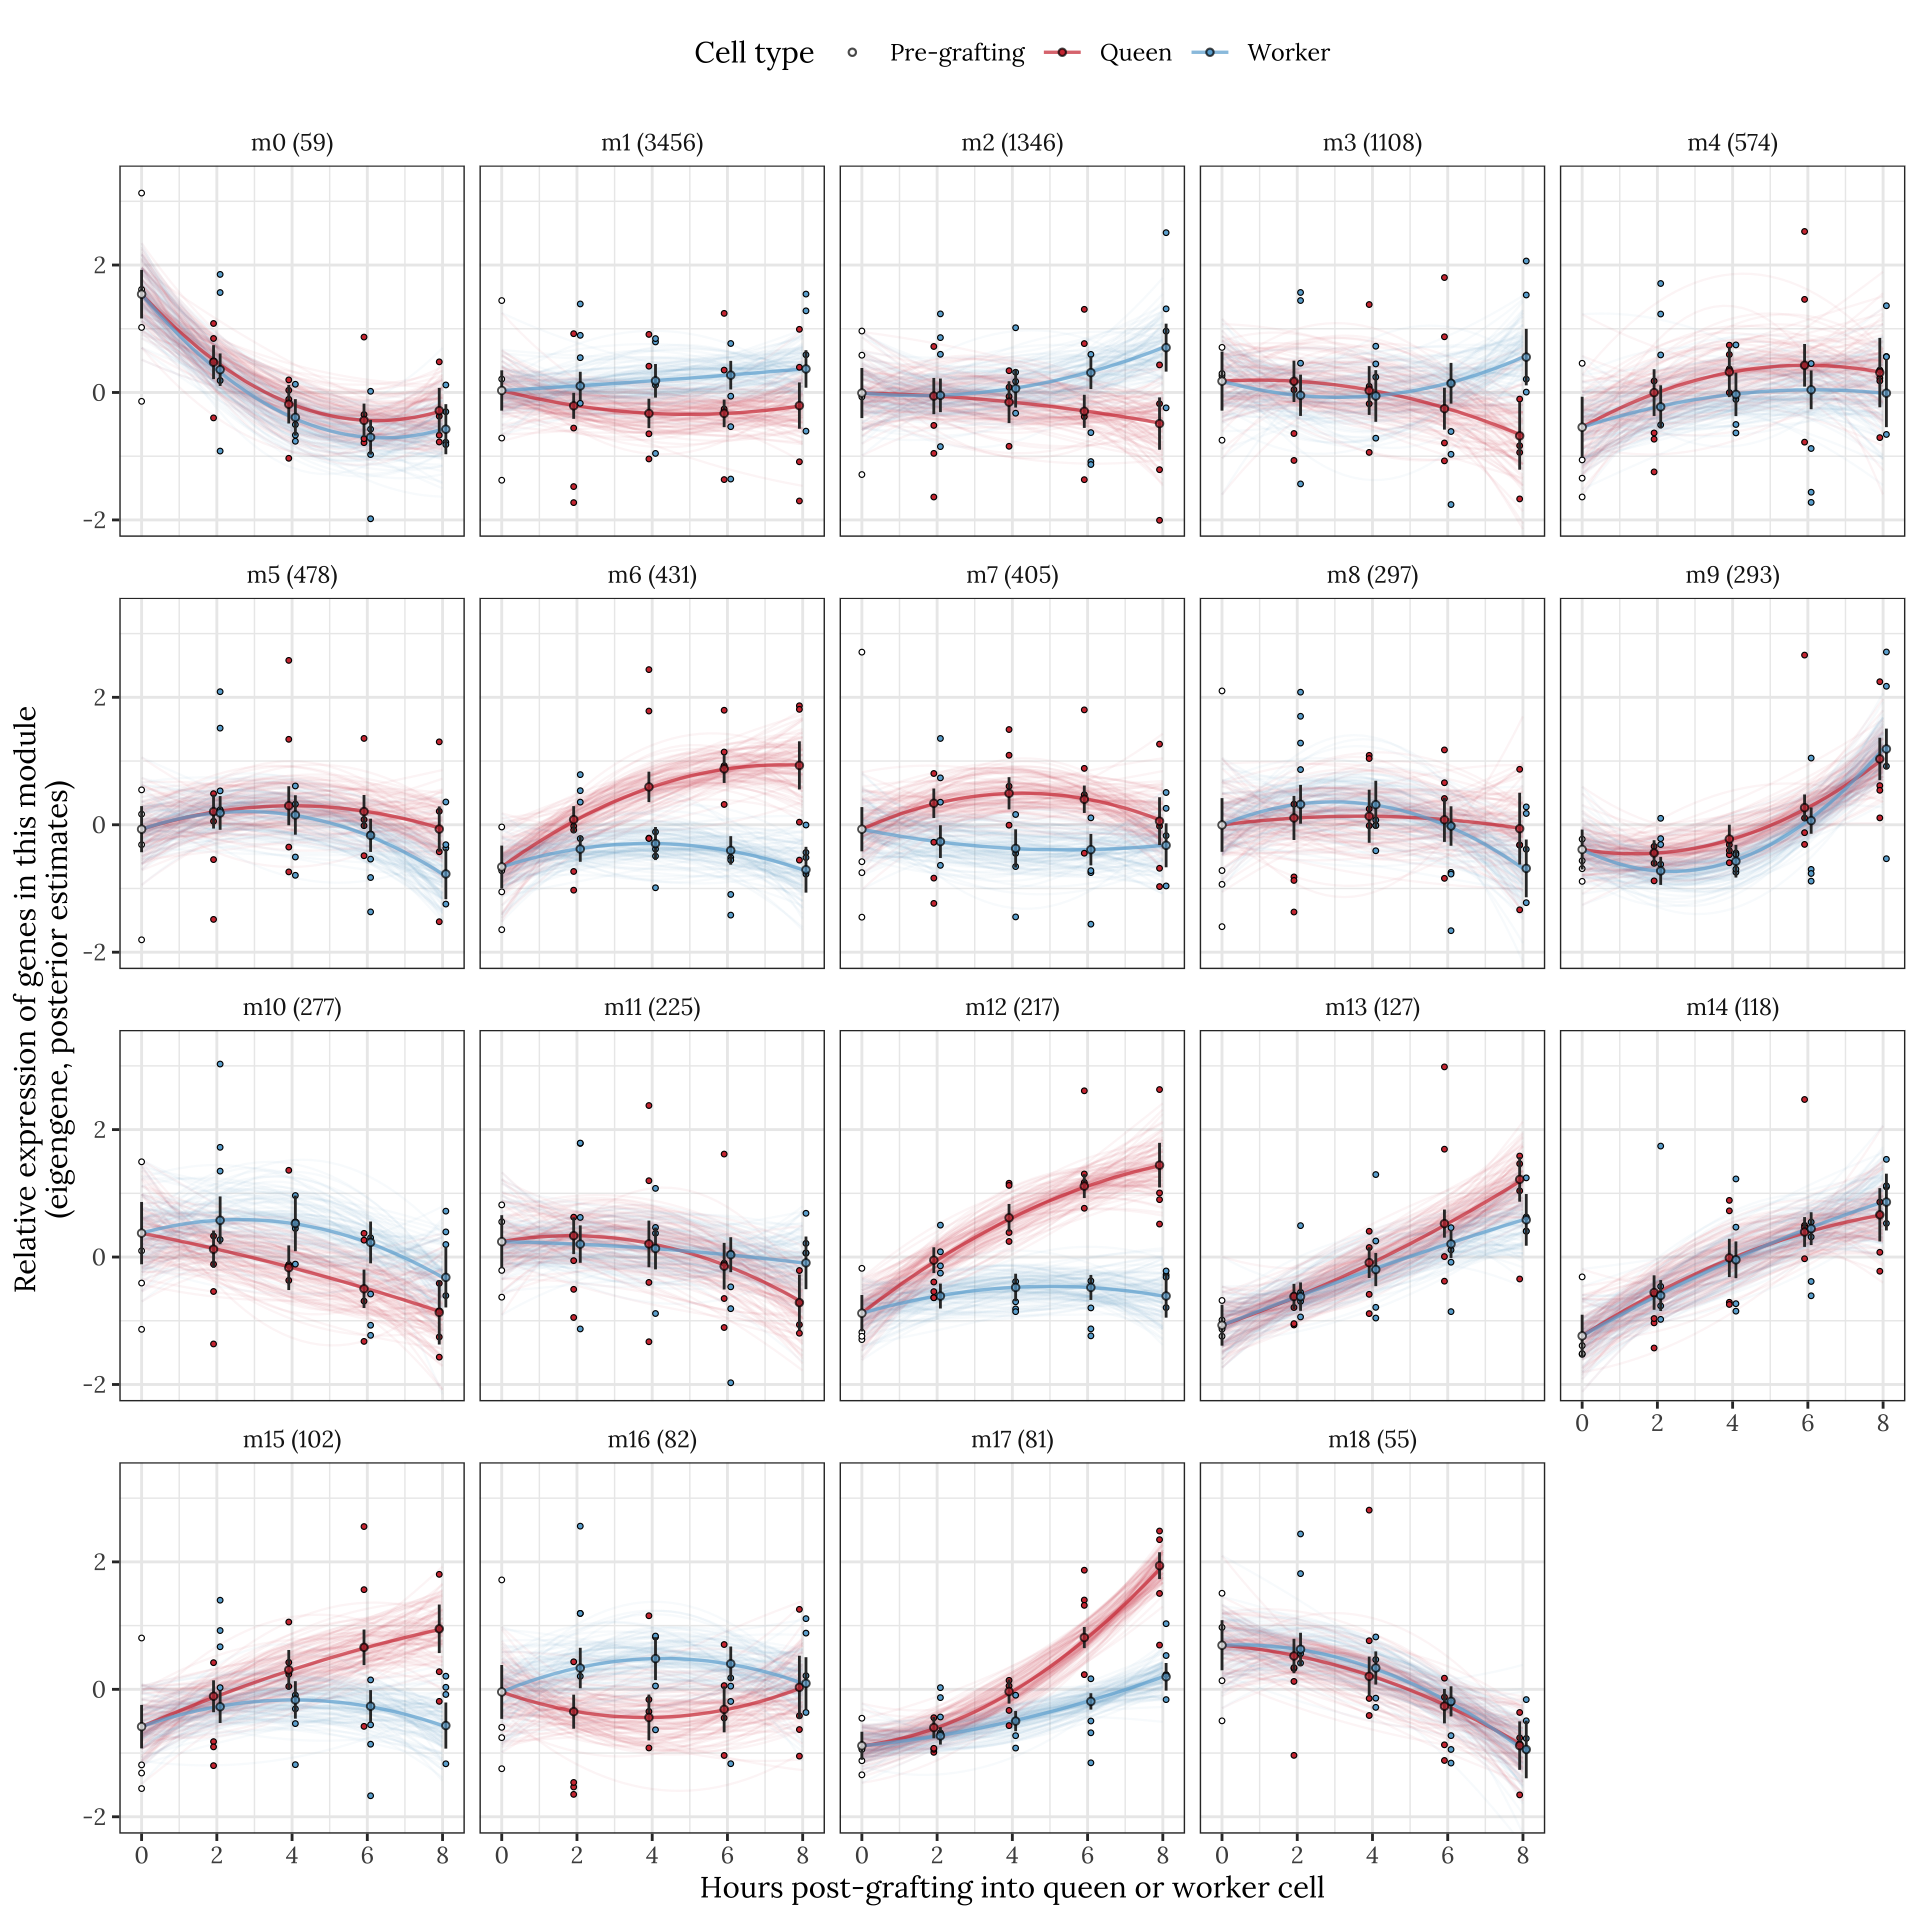 Cell type Pre-grafting Queen Worker
m0 (59) m1 (3456) m2 (1346) m3 (1108) m4 (574)
2
0
-2
m5 (478) m6 (431) m7 (405) m8 (297) m9 (293)
2
0
-2
m10 (277) m11 (225) m12 (217) m13 (127) m14 (118)
2
0
-2
0 2 4 6 8
m15 (102) m16 (82) m17 (81) m18 (55)
2
0
-2
0 2 4 6 8 0 2 4 6 8 0 2 4 6 8 0 2 4 6 8
Hours post-grafting into queen or worker cell
Relative expression of genes in this module
(eigengene, posterior estimates)